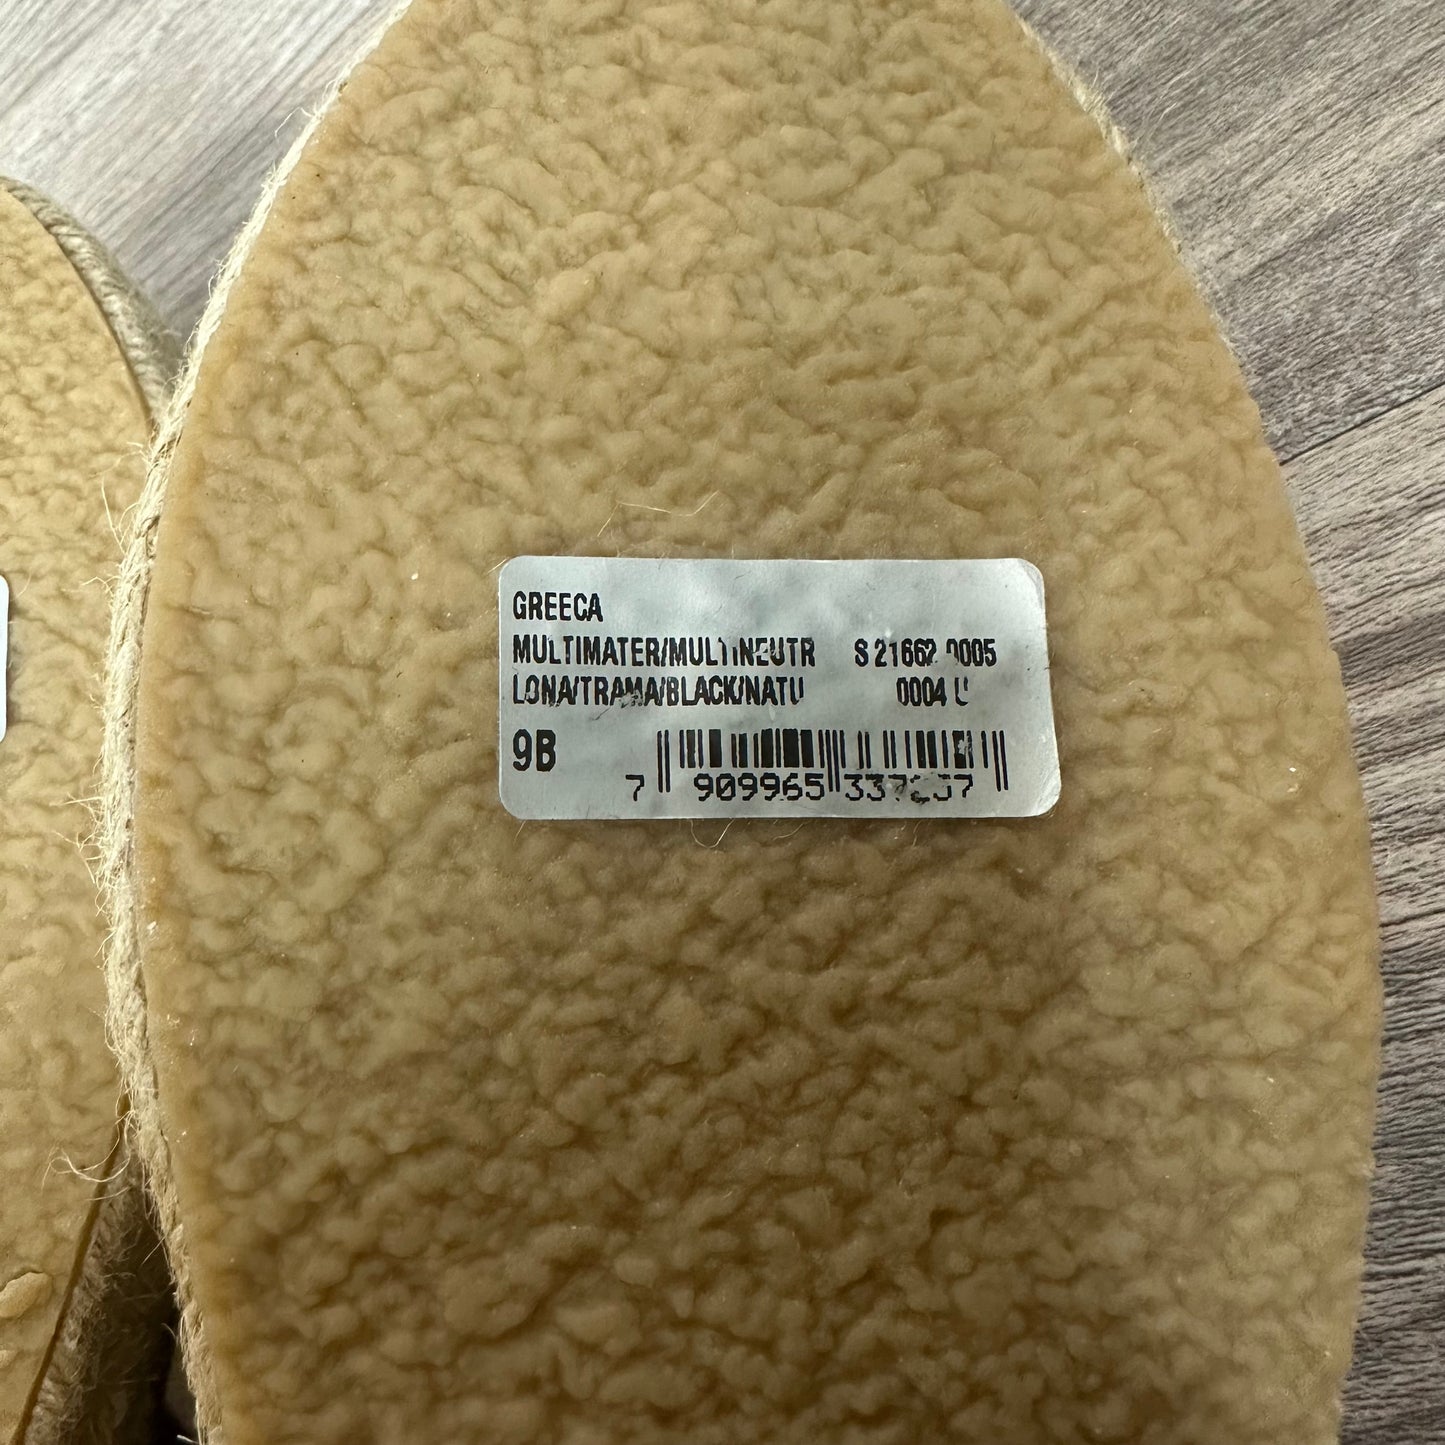 GREECA
MULTIMATER/MULTINEUTR S 21662 0005
LONA/TRAMA/BLACK/NATU 0004 U
9B
7 909965